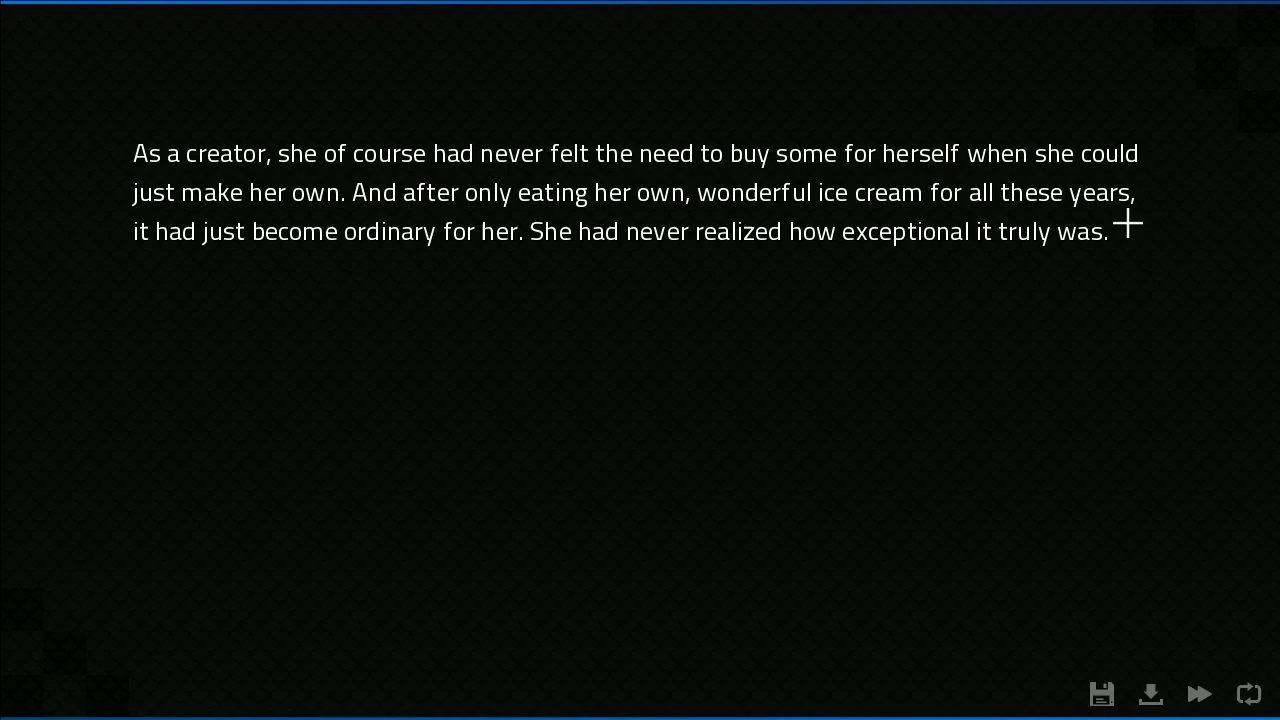 As a creator, she of course had never felt the need to buy some for herself when she could
just make her own. And after only eating her own, wonderful ice cream for all these years,
it had just become ordinary for her. She had never realized how exceptional it truly was.